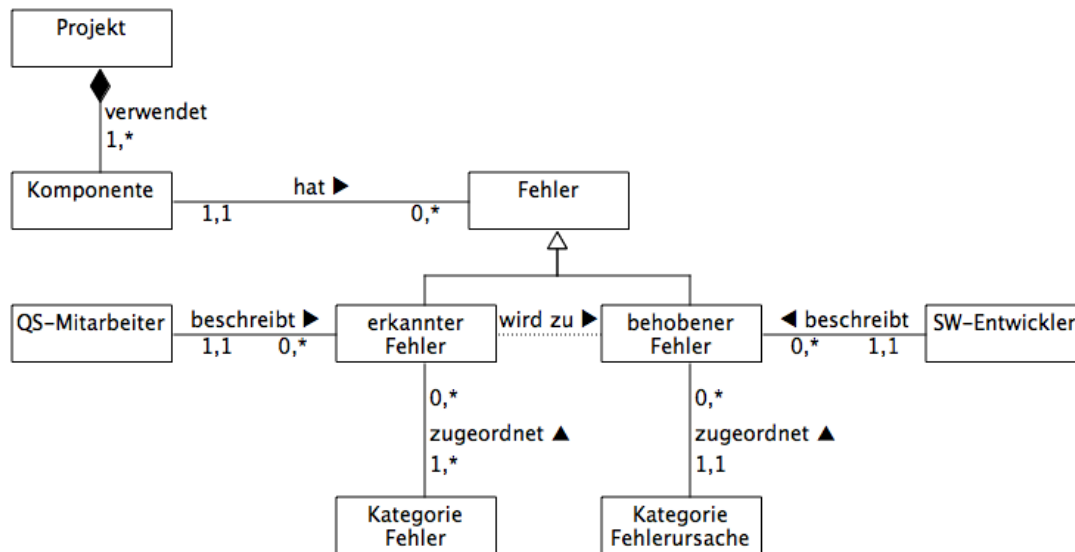 Projekt
verwendet
1,*
Komponente
hat ▶
Fehler
1,1
0,*
QS-Mitarbeiter
beschreibt ▶
erkannter
Fehler
wird zu ▶
behobener
Fehler
◀ beschreibt
SW-Entwickler
1,1
0,*
0,*
1,1
0,*
0,*
zugeordnet ▲
zugeordnet ▲
1,*
1,1
Kategorie
Fehler
Kategorie
Fehlerursache